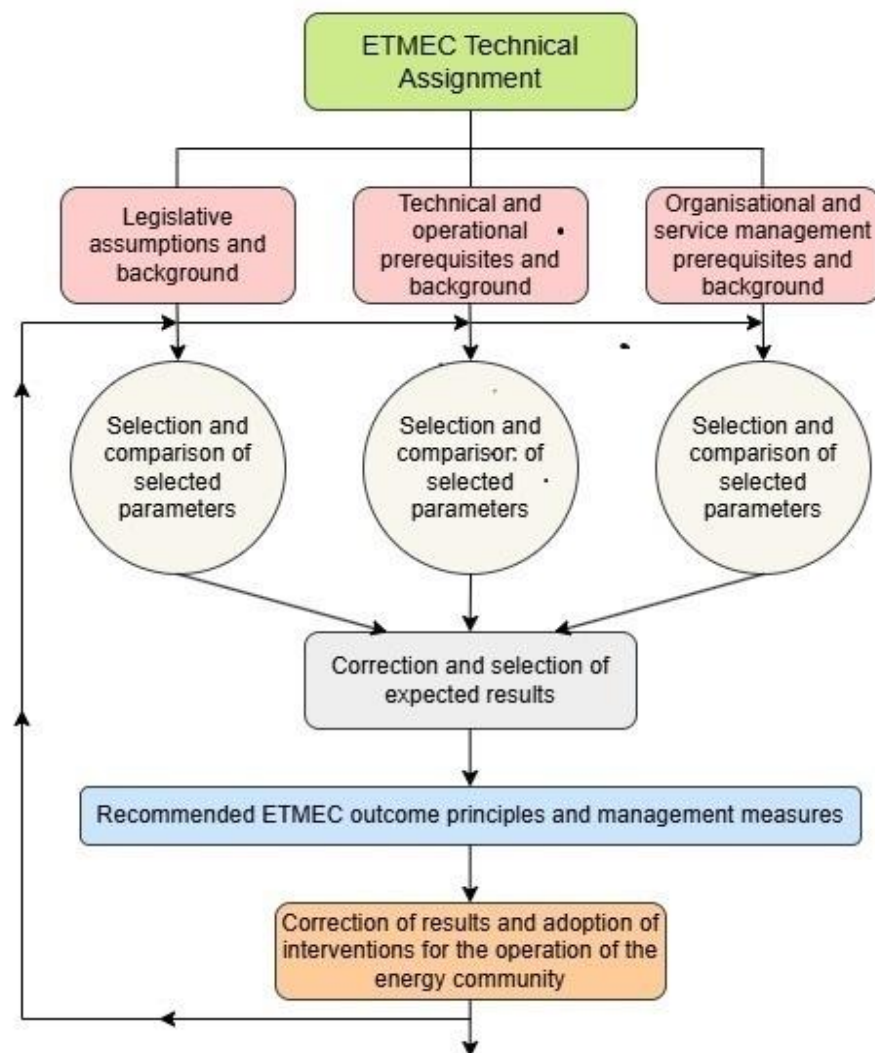 ETMEC Technical
Assignment
Legislative
assumptions and
background
Technical and
operational
prerequisites and
background
Organisational and
service management
prerequisites and
background
Selection and
comparison of
selected
parameters
Selection and
comparison: of
selected
parameters
Selection and
comparison of
selected
parameters
Correction and selection of
expected results
Recommended ETMEC outcome principles and management measures
Correction of results and adoption of
interventions for the operation of the
energy community